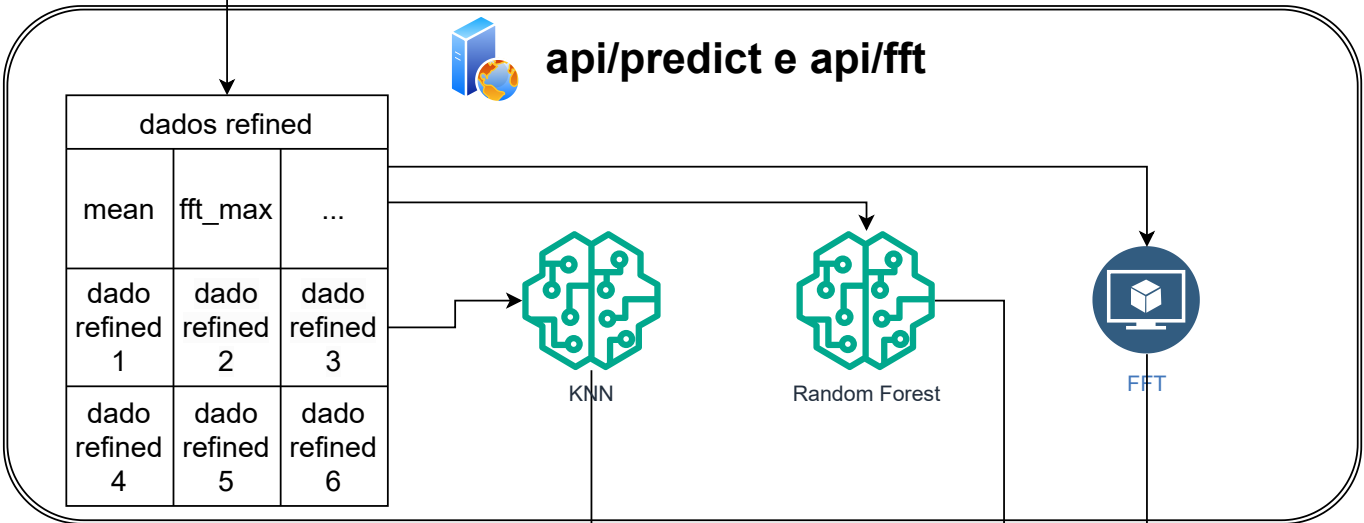 api/predict e api/fft
dados refined
mean
fft_max
...
dado
refined
1
dado
refined
2
dado
refined
3
dado
refined
4
dado
refined
5
dado
refined
6
KNN
Random Forest
FFT